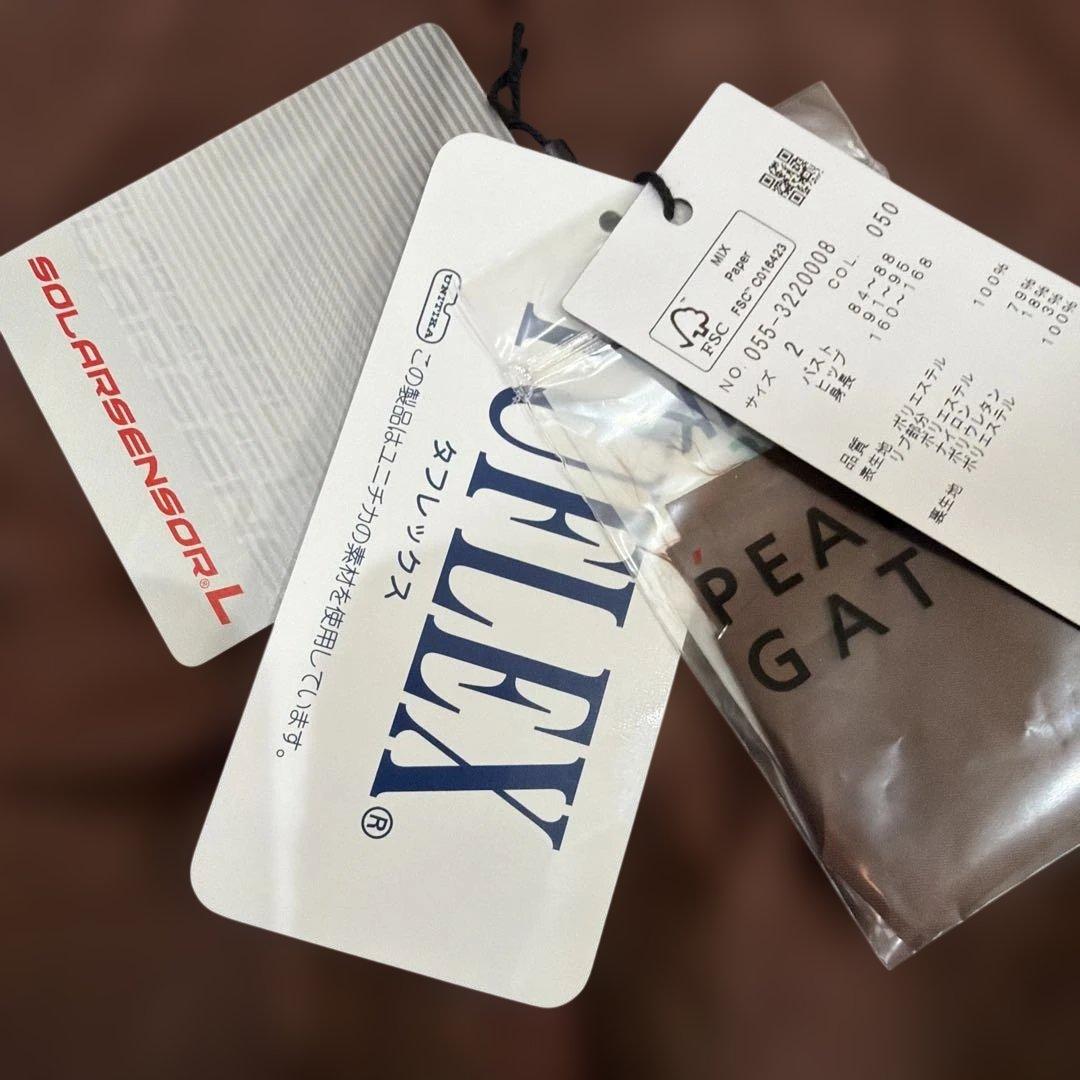 SOLARSENSOR®L
UNITIKA
この製品はユニチカの素材を使用しています。
タフレックス
UFLEX®
MIX
Paper
FSC™ C016423
FSC
NO. 055-3220008 COL. 050
サイズ 2 バスト 84~88
ヒップ 91~95
身長 160~168
品質
表生地 ポリエステル 100%
リブ部分 ポリエステル 79%
ナイロン 18%
ポリウレタン 3%
裏生地 ポリエステル 100%
PEA
GAT